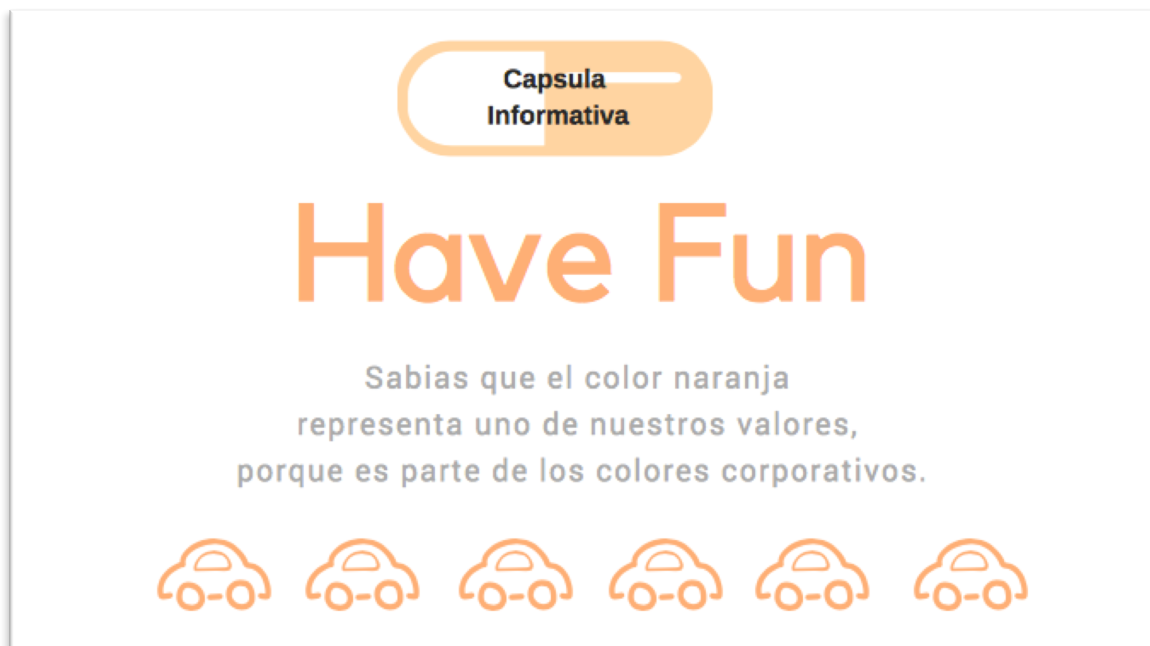 Capsula
Informativa
Have Fun
Sabias que el color naranja
representa uno de nuestros valores,
porque es parte de los colores corporativos.